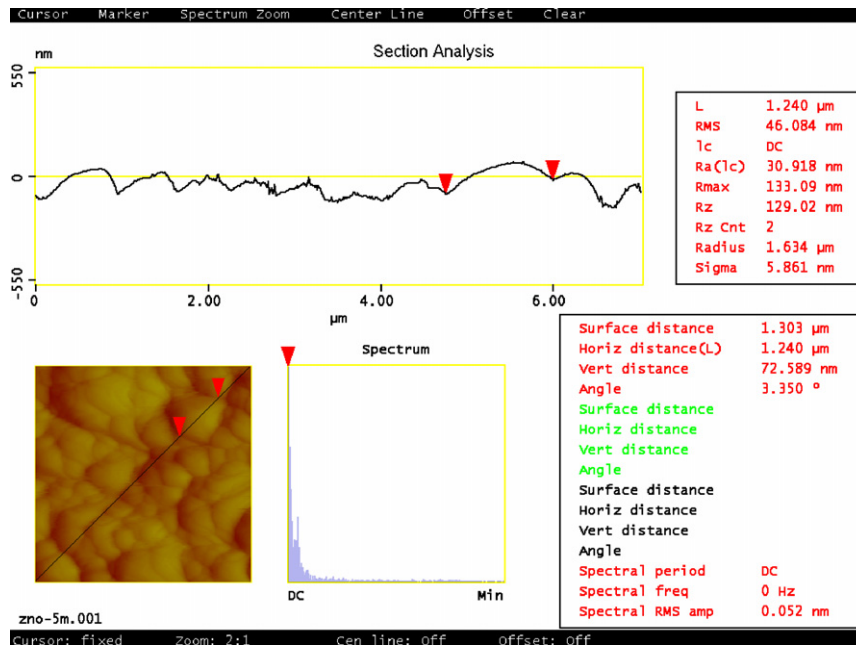 Cursor Marker Spectrum Zoom Center Line Offset Clear
Section Analysis
nm
550
0
-550
0 2.00 4.00 6.00
µm
L 1.240 µm
RMS 46.084 nm
lc DC
Ra(lc) 30.918 nm
Rmax 133.09 nm
Rz 129.02 nm
Rz Cnt 2
Radius 1.634 µm
Sigma 5.861 nm
Surface distance 1.303 µm
Horiz distance(L) 1.240 µm
Vert distance 72.589 nm
Angle 3.350 º
Surface distance
Horiz distance
Vert distance
Angle
Surface distance
Horiz distance
Vert distance
Angle
Spectral period DC
Spectral freq 0 Hz
Spectral RMS amp 0.052 nm
Spectrum
DC Min
zno-5m.001
Cursor: fixed Zoom: 2:1 Cen line: Off Offset: Off